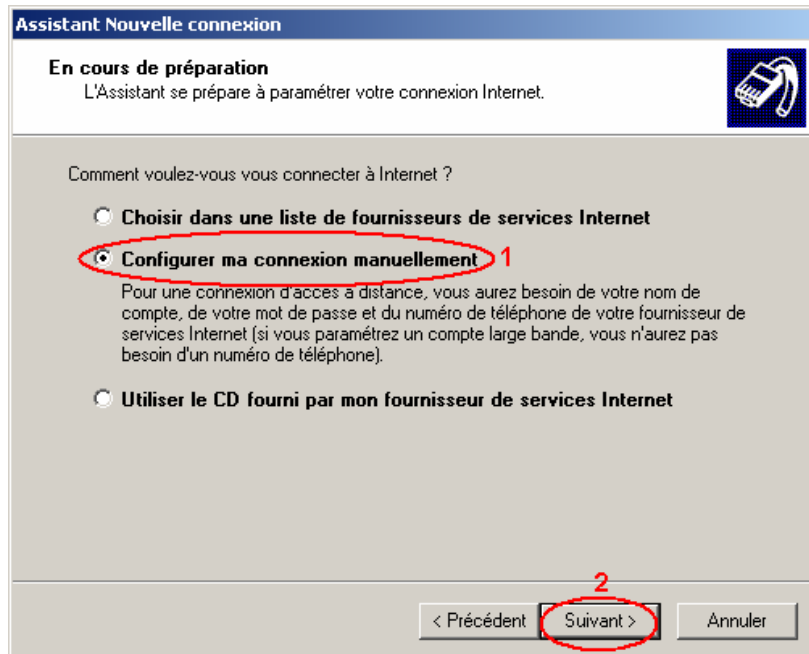 Assistant Nouvelle connexion
En cours de préparation
L'Assistant se prépare à paramétrer votre connexion Internet.
Comment voulez-vous vous connecter à Internet ?
Choisir dans une liste de fournisseurs de services Internet
Configurer ma connexion manuellement 1
Pour une connexion d'accès à distance, vous aurez besoin de votre nom de
compte, de votre mot de passe et du numéro de téléphone de votre fournisseur de
services Internet (si vous paramétrez un compte large bande, vous n'aurez pas
besoin d'un numéro de téléphone).
Utiliser le CD fourni par mon fournisseur de services Internet
2
< Précédent Suivant > Annuler